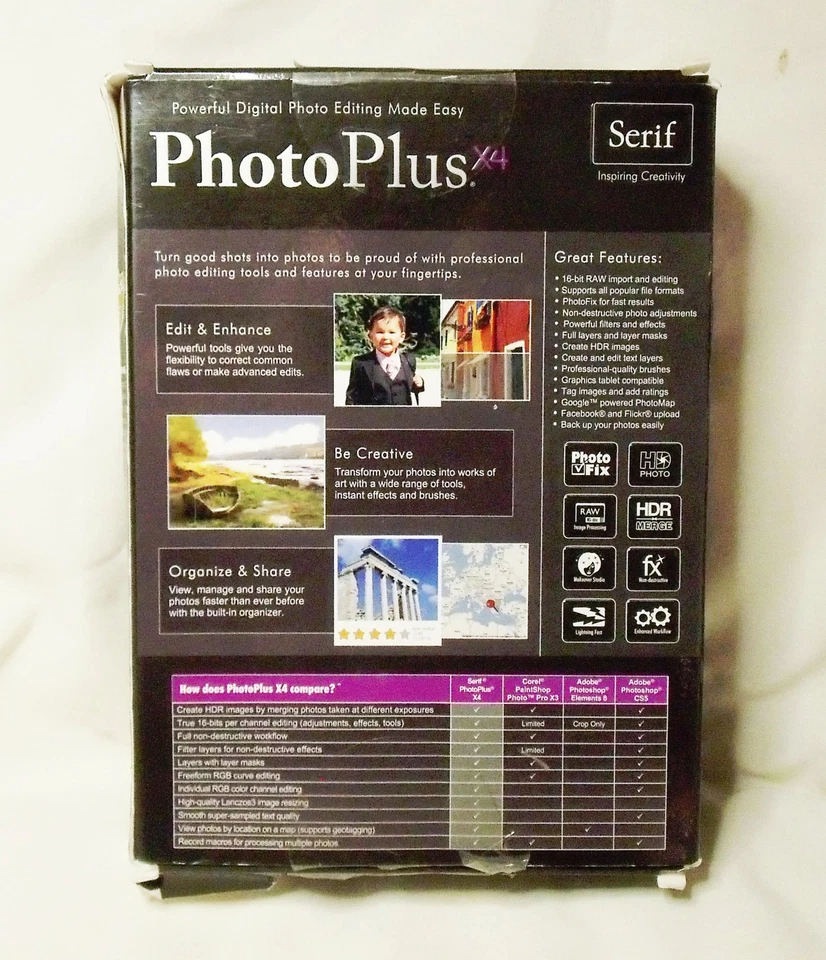 Powerful Digital Photo Editing Made Easy
PhotoPlus® X4
Serif
Inspiring Creativity
Turn good shots into photos to be proud of with professional
photo editing tools and features at your fingertips.
Edit & Enhance
Powerful tools give you the
flexibility to correct common
flaws or make advanced edits.
Be Creative
Transform your photos into works of
art with a wide range of tools,
instant effects and brushes.
Organize & Share
View, manage and share your
photos faster than ever before
with the built-in organizer.
Great Features:
• 16-bit RAW import and editing
• Supports all popular file formats
• PhotoFix for fast results
• Non-destructive photo adjustments
• Powerful filters and effects
• Full layers and layer masks
• Create HDR images
• Create and edit text layers
• Professional-quality brushes
• Graphics tablet compatible
• Tag images and add ratings
• Google™ powered PhotoMap
• Facebook® and Flickr® upload
• Back up your photos easily
Photo Fix
HD PHOTO
RAW 16-Bit Image Processing
HDR MERGE
Makeover Studio
fx Non-destructive
Lightning Fast
Enhanced Workflow
How does PhotoPlus X4 compare? Serif® PhotoPlus® X4 Corel® PaintShop Photo™ Pro X3 Adobe® Photoshop® Elements 8 Adobe® Photoshop® CS5
Create HDR images by merging photos taken at different exposures ✓ ✓ ✓
True 16-bits per channel editing (adjustments, effects, tools) ✓ Limited Crop Only ✓
Full non-destructive workflow ✓ ✓ ✓
Filter layers for non-destructive effects ✓ Limited ✓
Layers with layer masks ✓ ✓ ✓
Freeform RGB curve editing ✓ ✓ ✓
Individual RGB color channel editing ✓ ✓
High-quality Lanczos3 image resizing ✓
Smooth super-sampled text quality ✓ ✓
View photos by location on a map (supports geotagging) ✓ ✓
Record macros for processing multiple photos ✓ ✓ ✓